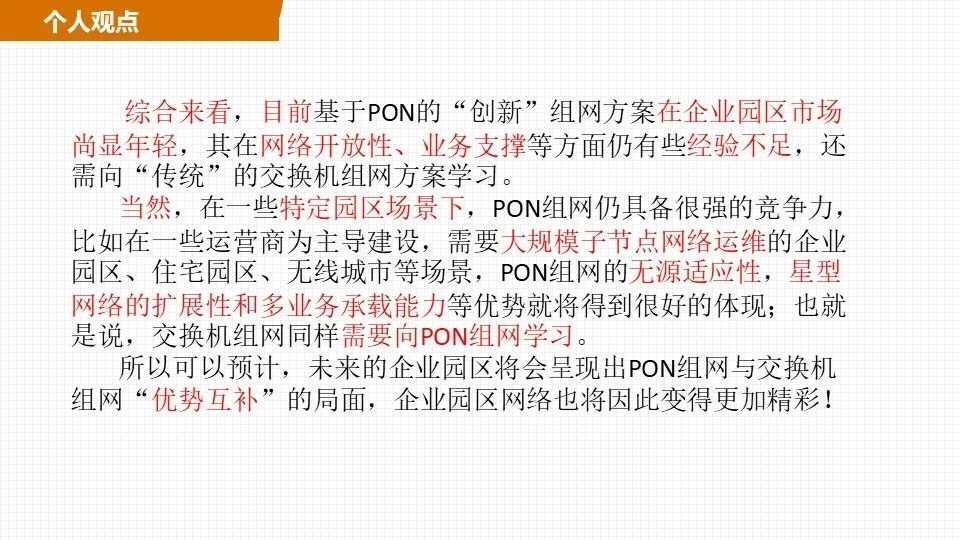 个人观点
综合来看，目前基于PON的“创新”组网方案在企业园区市场
尚显年轻，其在网络开放性、业务支撑等方面仍有些经验不足，还
需向“传统”的交换机组网方案学习。
当然，在一些特定园区场景下，PON组网仍具备很强的竞争力，
比如在一些运营商为主导建设，需要大规模子节点网络运维的企业
园区、住宅园区、无线城市等场景，PON组网的无源适应性，星型
网络的扩展性和多业务承载能力等优势就将得到很好的体现；也就
是说，交换机组网同样需要向PON组网学习。
所以可以预计，未来的企业园区将会呈现出PON组网与交换机
组网“优势互补”的局面，企业园区网络也将因此变得更加精彩！